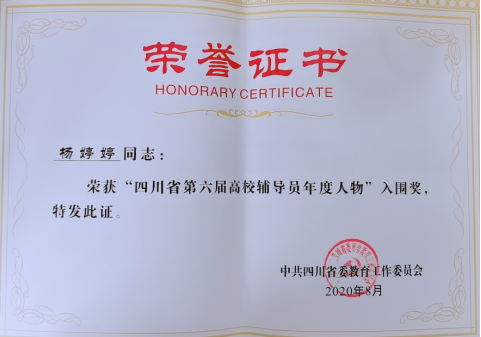 荣誉证书
HONORARY CERTIFICATE
杨婷婷同志：
荣获“四川省第六届高校辅导员年度人物”入围奖，
特发此证。
中共四川省委教育工作委员会
2020年8月